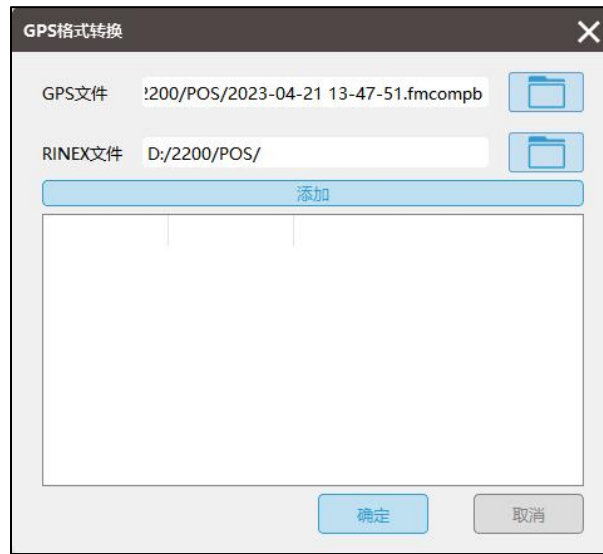 GPS格式转换
GPS文件 2200/POS/2023-04-21 13-47-51.fmcompb
RINEX文件 D:/2200/POS/
添加
确定 取消